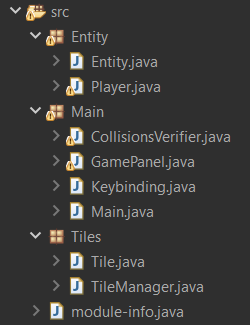 src
Entity
Entity.java
Player.java
Main
CollisionsVerifier.java
GamePanel.java
Keybinding.java
Main.java
Tiles
Tile.java
TileManager.java
module-info.java